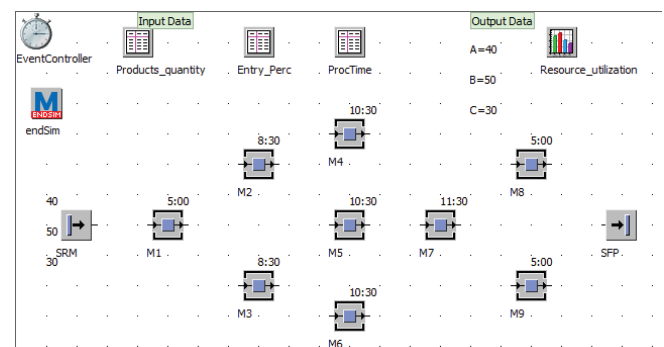 Input Data
Output Data
EventController
Products_quantity
Entry_Perc
ProcTime
A=40
Resource_utilization
B=50
M
ENDSIM
endSim
10:30
C=30
8:30
M4
5:00
M2
M8
40
5:00
10:30
11:30
50
SRM
M1
M5
M7
SFP
30
8:30
5:00
10:30
M3
M9
M6